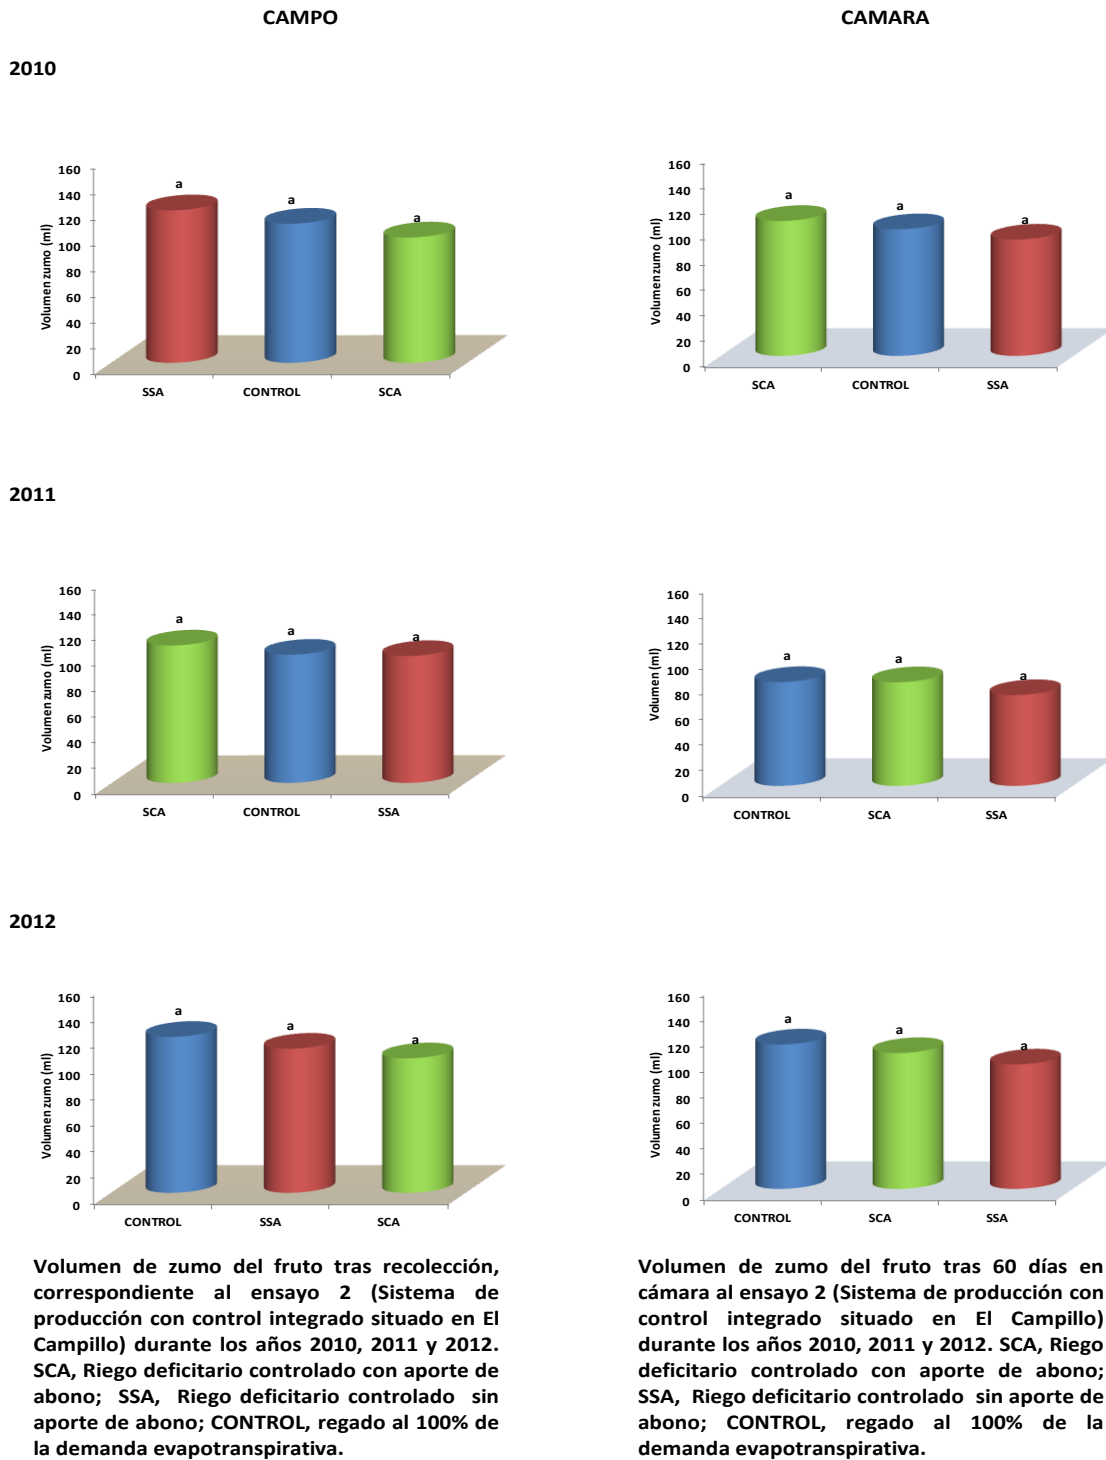 CAMPO
CAMARA
2010
160
140
120
100
80
60
40
20
0
Volumen zumo (ml)
a
a
a
SSA
CONTROL
SCA
160
140
120
100
80
60
40
20
0
Volumen zumo (ml)
a
a
a
SCA
CONTROL
SSA
2011
160
140
120
100
80
60
40
20
0
Volumen zumo (ml)
a
a
a
SCA
CONTROL
SSA
160
140
120
100
80
60
40
20
0
Volumen (ml)
a
a
a
CONTROL
SCA
SSA
2012
160
140
120
100
80
60
40
20
0
Volumen zumo (ml)
a
a
a
CONTROL
SSA
SCA
160
140
120
100
80
60
40
20
0
Volumen zumo (ml)
a
a
a
CONTROL
SCA
SSA
Volumen de zumo del fruto tras recolección,
correspondiente al ensayo 2 (Sistema de
producción con control integrado situado en El
Campillo) durante los años 2010, 2011 y 2012.
SCA, Riego deficitario controlado con aporte de
abono; SSA, Riego deficitario controlado sin
aporte de abono; CONTROL, regado al 100% de
la demanda evapotranspirativa.
Volumen de zumo del fruto tras 60 días en
cámara al ensayo 2 (Sistema de producción con
control integrado situado en El Campillo)
durante los años 2010, 2011 y 2012. SCA, Riego
deficitario controlado con aporte de abono;
SSA, Riego deficitario controlado sin aporte de
abono; CONTROL, regado al 100% de la
demanda evapotranspirativa.